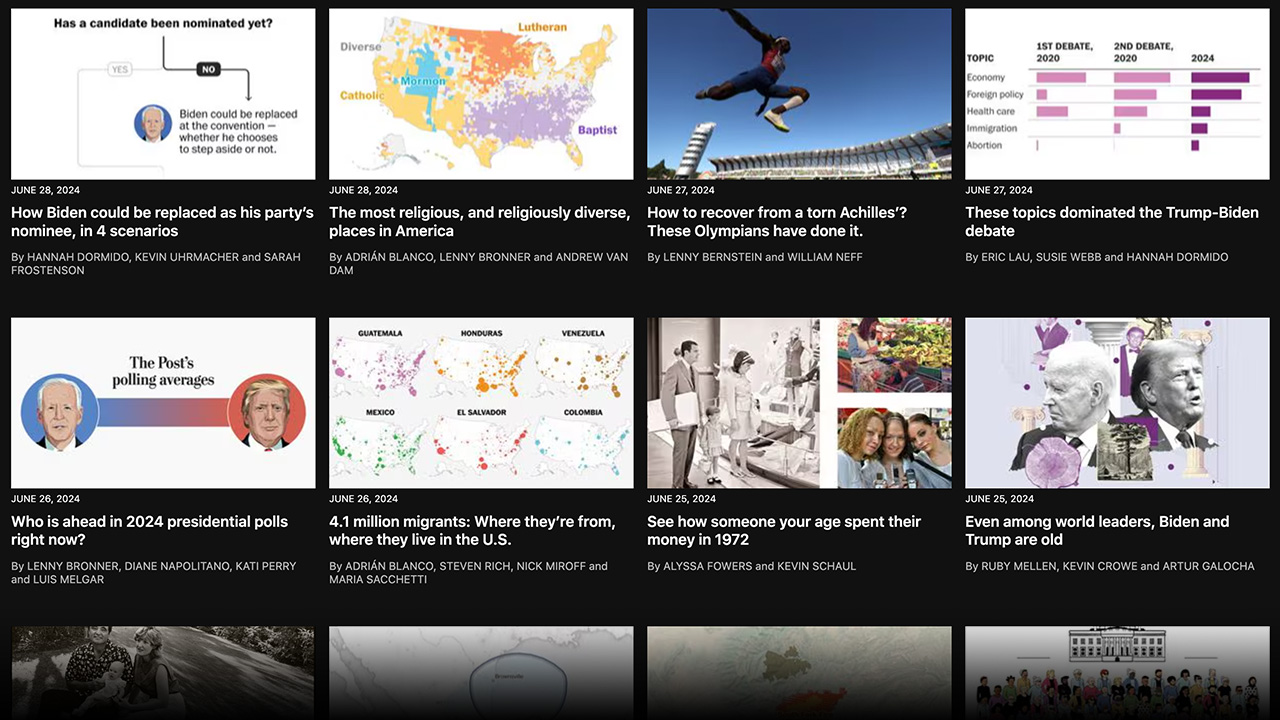 Has a candidate been nominated yet?
YES
NO
Biden could be replaced
at the convention —
whether he chooses
to step aside or not.
JUNE 28, 2024
How Biden could be replaced as his party’s
nominee, in 4 scenarios
By HANNAH DORMIDO, KEVIN UHRMACHER and SARAH
FROSTENSON
Lutheran
Diverse
Mormon
Catholic
Baptist
JUNE 28, 2024
The most religious, and religiously diverse,
places in America
By ADRIÁN BLANCO, LENNY BRONNER and ANDREW VAN
DAM
JUNE 27, 2024
How to recover from a torn Achilles’?
These Olympians have done it.
By LENNY BERNSTEIN and WILLIAM NEFF
TOPIC
1ST DEBATE,
2020
2ND DEBATE,
2020
2024
Economy
Foreign policy
Health care
Immigration
Abortion
JUNE 27, 2024
These topics dominated the Trump-Biden
debate
By ERIC LAU, SUSIE WEBB and HANNAH DORMIDO
The Post’s
polling averages
JUNE 26, 2024
Who is ahead in 2024 presidential polls
right now?
By LENNY BRONNER, DIANE NAPOLITANO, KATI PERRY
and LUIS MELGAR
GUATEMALA
HONDURAS
VENEZUELA
MEXICO
EL SALVADOR
COLOMBIA
JUNE 26, 2024
4.1 million migrants: Where they’re from,
where they live in the U.S.
By ADRIÁN BLANCO, STEVEN RICH, NICK MIROFF and
MARIA SACCHETTI
JUNE 25, 2024
See how someone your age spent their
money in 1972
By ALYSSA FOWERS and KEVIN SCHAUL
JUNE 25, 2024
Even among world leaders, Biden and
Trump are old
By RUBY MELLEN, KEVIN CROWE and ARTUR GALOCHA